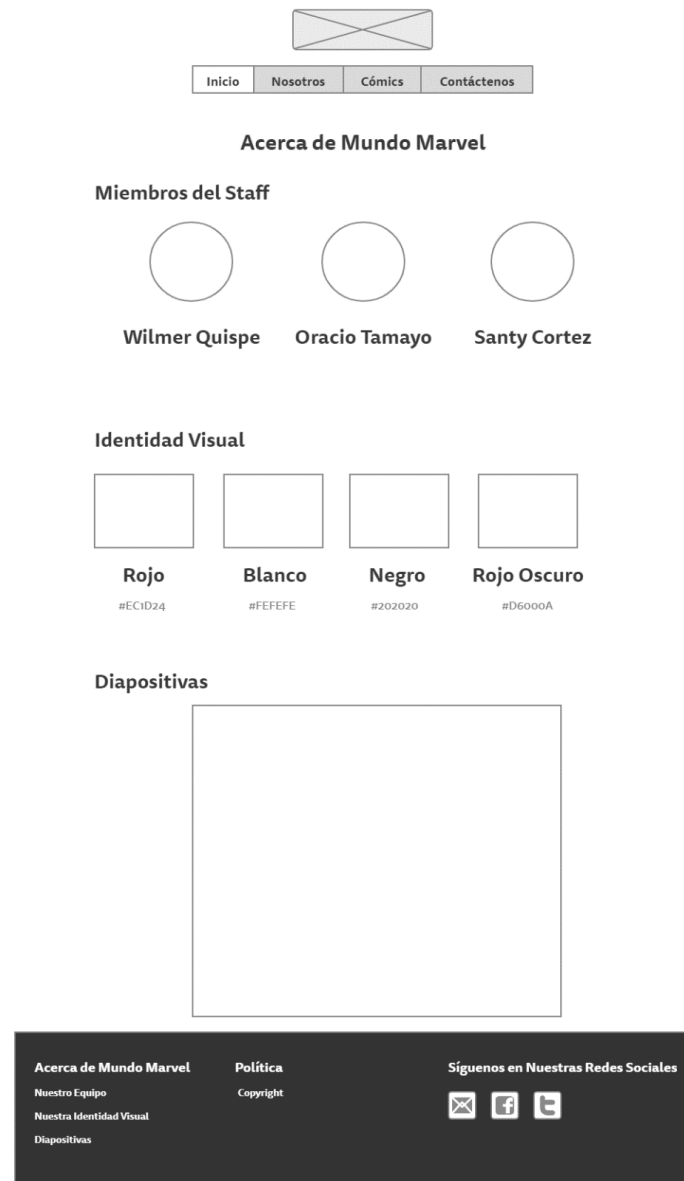 Inicio Nosotros Cómics Contáctenos
Acerca de Mundo Marvel
Miembros del Staff
Wilmer Quispe Oracio Tamayo Santy Cortez
Identidad Visual
Rojo Blanco Negro Rojo Oscuro
#EC1D24 #FEFEFE #202020 #D6000A
Diapositivas
Acerca de Mundo Marvel Política Síguenos en Nuestras Redes Sociales
Nuestro Equipo Copyright
Nuestra Identidad Visual
Diapositivas